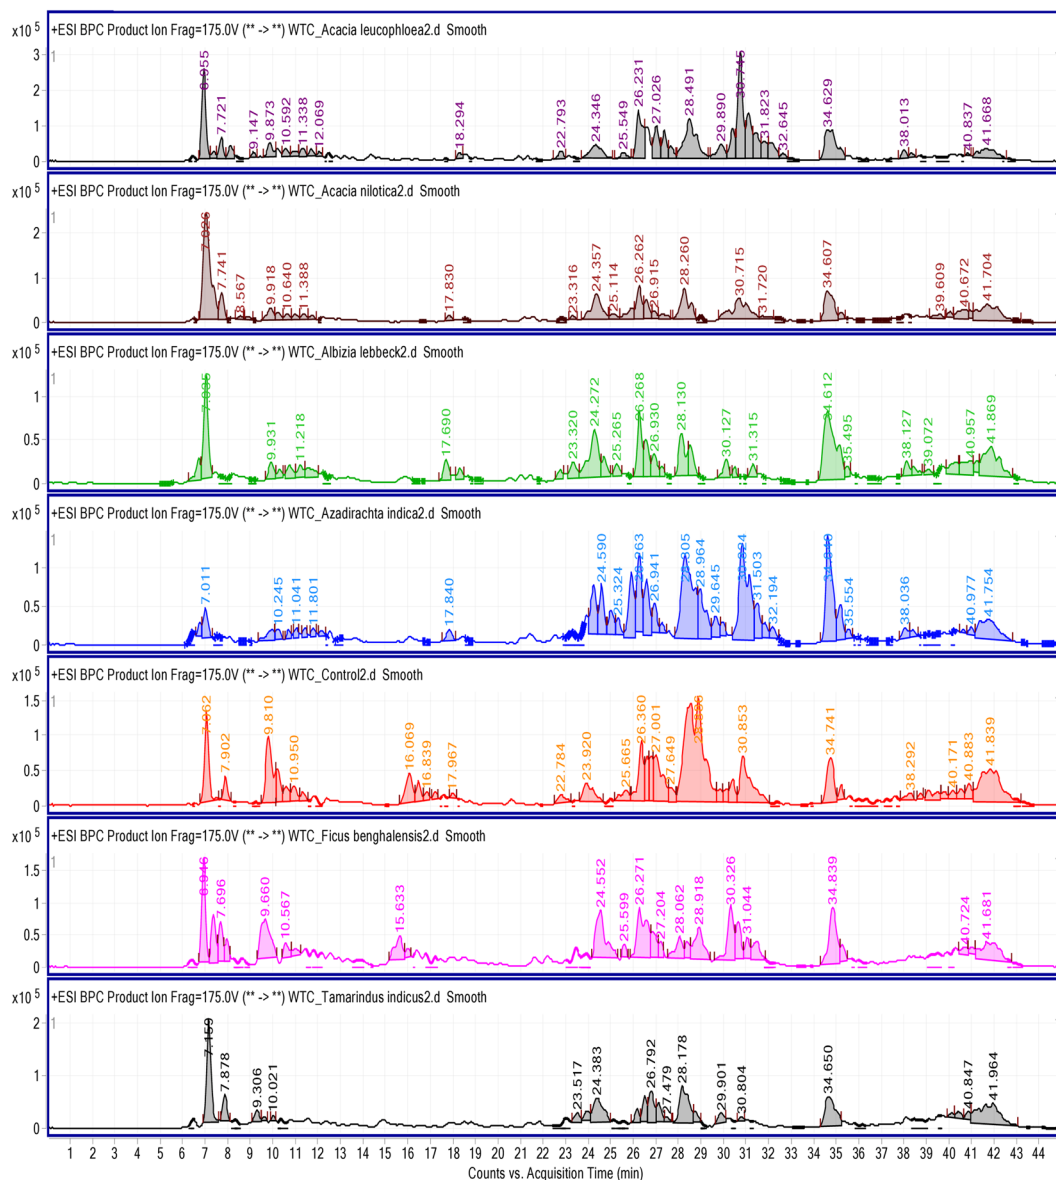 x10 5 +ESI BPC Product Ion Frag=175.0V (** -> **) WTC_Acacia leucophloea2.d Smooth
1
3
2
1
0
7.721 9.147 9.873 10.592 11.338 12.069 18.294 22.793 24.346 25.549 26.231 27.026 28.491 29.890 30.745 31.823 32.645 34.629 38.013 40.837 41.668
x10 5 +ESI BPC Product Ion Frag=175.0V (** -> **) WTC_Acacia nilotica2.d Smooth
1
2
1
0
7.026 7.741 9.918 10.640 11.388 17.830 23.316 24.357 25.114 26.262 26.915 28.260 30.715 31.720 34.607 39.609 40.672 41.704
x10 5 +ESI BPC Product Ion Frag=175.0V (** -> **) WTC_Albizia lebbeck2.d Smooth
1
1
0.5
0
9.931 11.218 17.690 23.320 24.272 25.265 26.268 26.930 28.130 30.127 31.315 34.612 35.495 38.127 39.072 40.957 41.869
x10 5 +ESI BPC Product Ion Frag=175.0V (** -> **) WTC_Azadirachta indica2.d Smooth
1
1
0.5
0
7.011 10.245 11.041 11.801 17.840 24.590 25.324 26.941 28.964 29.645 31.503 32.194 35.554 38.036 40.977 41.754
x10 5 +ESI BPC Product Ion Frag=175.0V (** -> **) WTC_Control2.d Smooth
1
1.5
1
0.5
0
7.902 9.810 10.950 16.069 16.839 17.967 22.784 23.920 25.665 26.360 27.001 27.649 30.853 34.741 38.292 40.171 40.883 41.839
x10 5 +ESI BPC Product Ion Frag=175.0V (** -> **) WTC_Ficus benghalensis2.d Smooth
1
1.5
1
0.5
0
7.696 9.660 10.567 15.633 24.552 25.599 26.271 27.204 28.062 28.918 30.326 31.044 34.839 40.724 41.681
x10 5 +ESI BPC Product Ion Frag=175.0V (** -> **) WTC_Tamarindus indicus2.d Smooth
1
2
1
0
7.159 7.878 9.306 10.021 23.517 24.383 26.792 27.479 28.178 29.901 30.804 34.650 40.847 41.964
1 2 3 4 5 6 7 8 9 10 11 12 13 14 15 16 17 18 19 20 21 22 23 24 25 26 27 28 29 30 31 32 33 34 35 36 37 38 39 40 41 42 43 44
Counts vs. Acquisition Time (min)